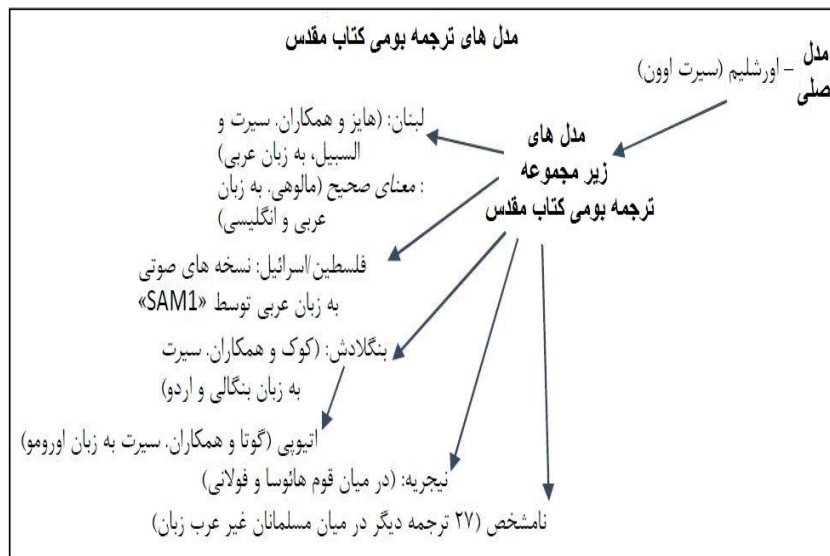 مدل های ترجمه بومی کتاب مقدس
مدل
صلی
– اورشلیم (سیرت اوون)
مدل های
زیر مجموعه
ترجمه بومی کتاب مقدس
لبنان: (هایز و همکاران. سیرت و
السبیل، به زبان عربی)
: معنای صحیح (مالوهی. به زبان
عربی و انگلیسی)
فلسطین/اسرائیل: نسخه های صوتی
به زبان عربی توسط «SAM1»
بنگلادش: (کوک و همکاران. سیرت
به زبان بنگالی و اردو)
اتیوپی (گوتا و همکاران. سیرت به زبان اورومو)
نیجریه: (در میان قوم هائوسا و فولانی)
نامشخص (۲۷ ترجمه دیگر در میان مسلمانان غیر عرب زبان)